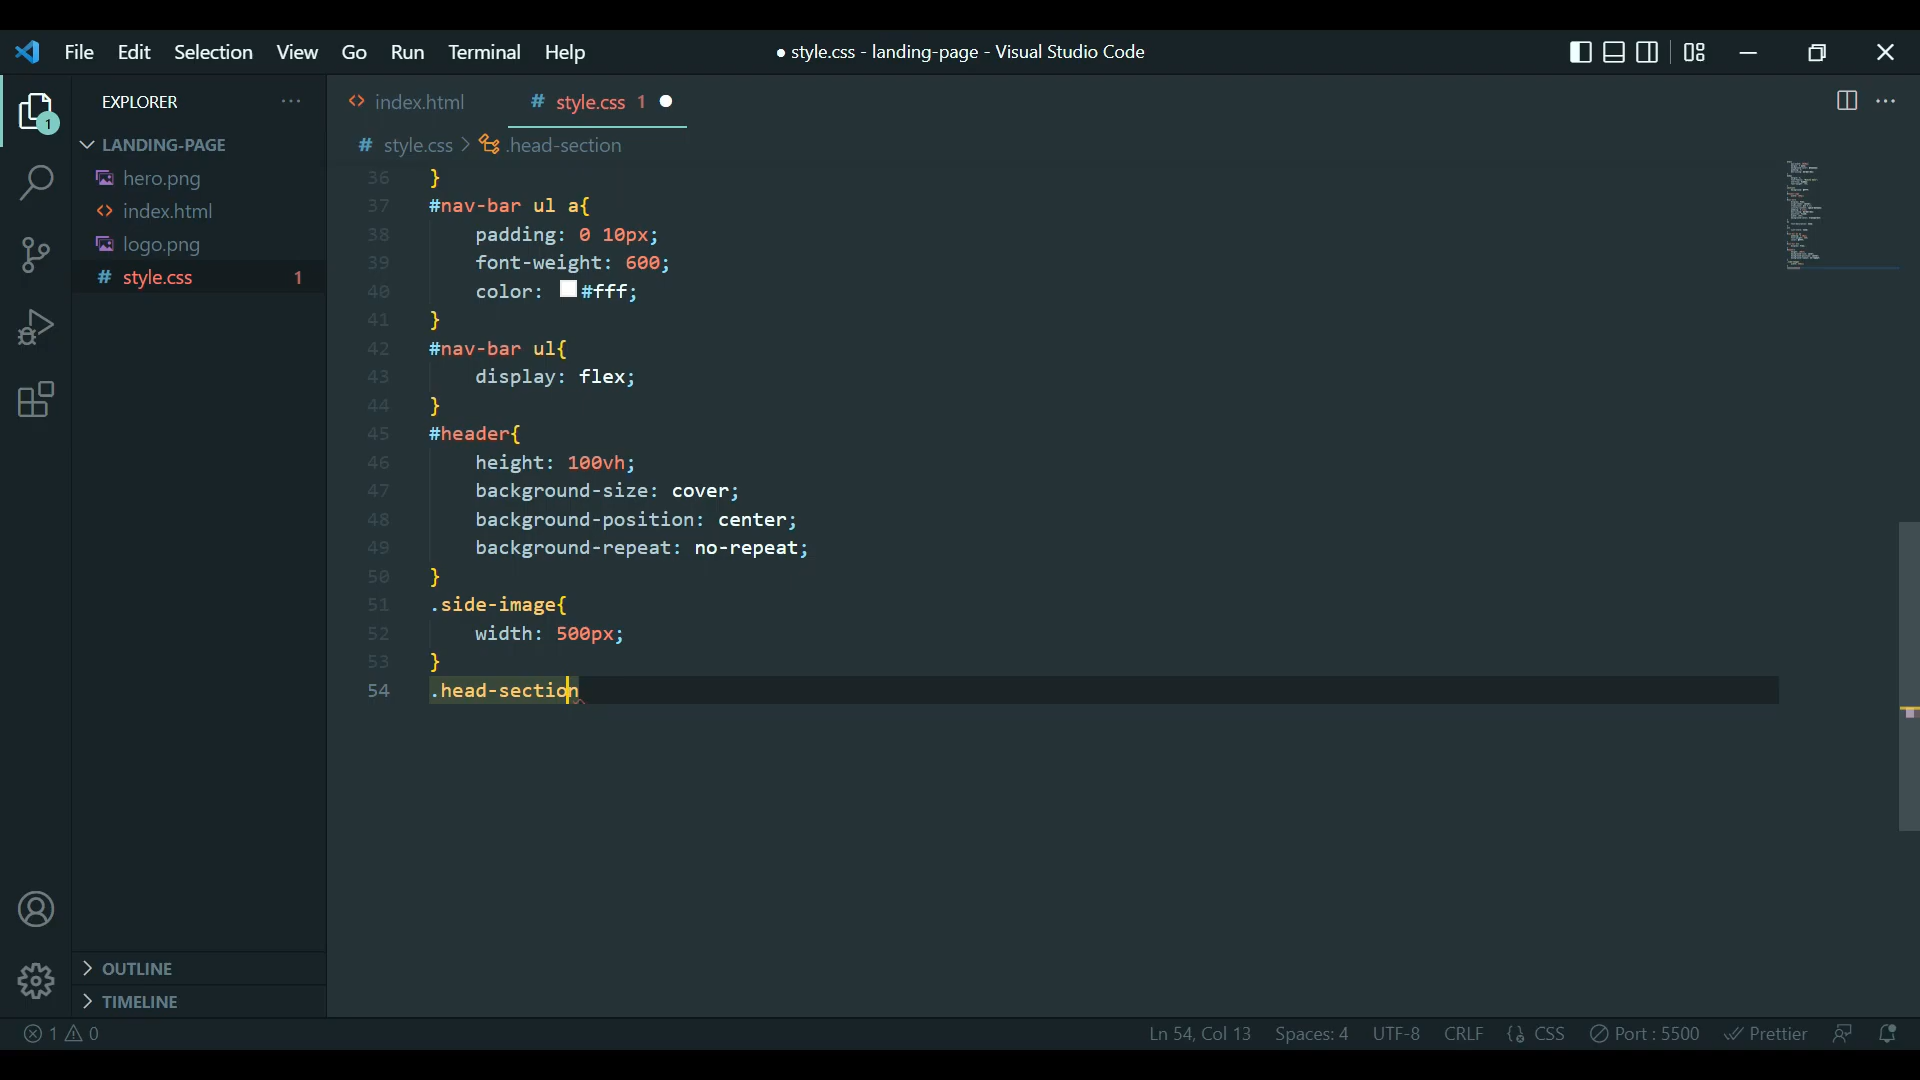 File Edit Selection View Go Run Terminal Help
● style.css - landing-page - Visual Studio Code
EXPLORER
LANDING-PAGE
hero.png
index.html
logo.png
# style.css 1
1
OUTLINE
TIMELINE
<> index.html
# style.css 1
# style.css > .head-section
36 }
37 #nav-bar ul a{
38 padding: 0 10px;
39 font-weight: 600;
40 color: #fff;
41 }
42 #nav-bar ul{
43 display: flex;
44 }
45 #header{
46 height: 100vh;
47 background-size: cover;
48 background-position: center;
49 background-repeat: no-repeat;
50 }
51 .side-image{
52 width: 500px;
53 }
54 .head-section
1 0
Ln 54, Col 13 Spaces: 4 UTF-8 CRLF CSS Port : 5500 Prettier